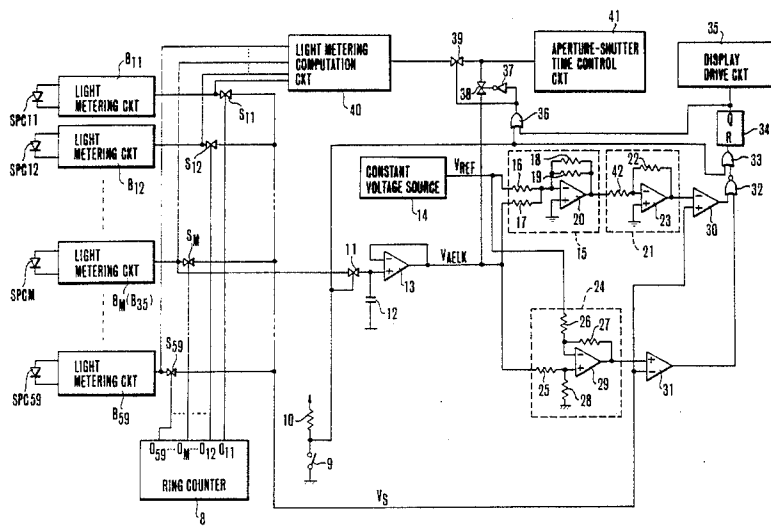 B11
LIGHT METERING CKT
SPC11
S11
LIGHT METERING CKT
SPC12
S12
B12
LIGHT METERING CKT
SPCM
SM
BM(B35)
LIGHT METERING CKT
SPC59
S59
B59
O59 ... OM ... O12 O11
RING COUNTER
8
LIGHT METERING COMPUTATION CKT
40
39
APERTURE-SHUTTER TIME CONTROL CKT
41
38
37
36
35
DISPLAY DRIVE CKT
Q
R
34
33
32
CONSTANT VOLTAGE SOURCE
14
VREF
16
17
18
19
20
15
42
22
23
21
30
11
12
13
VAELK
24
26
27
25
28
29
31
10
9
VS